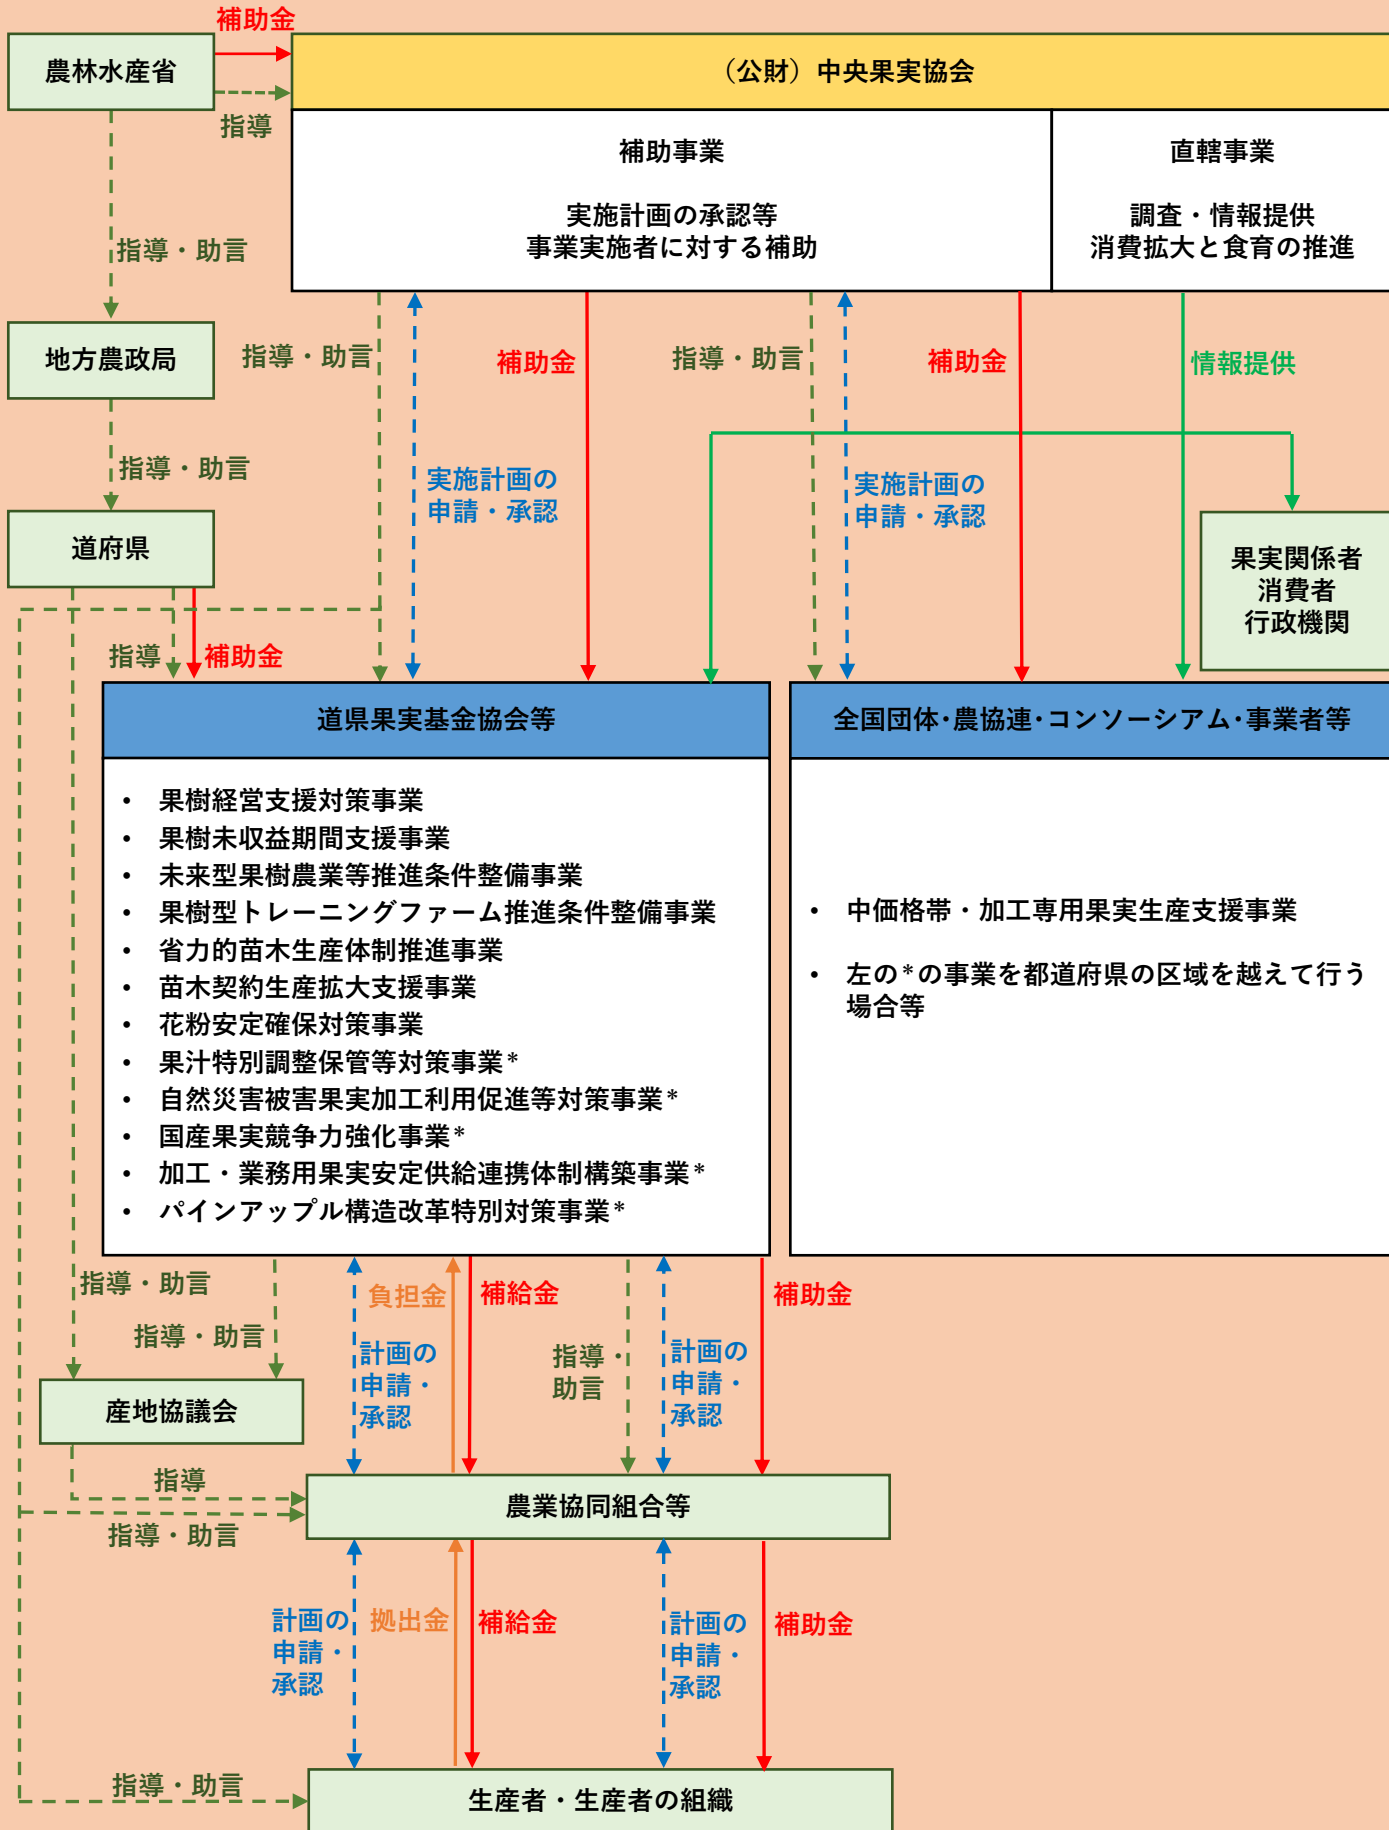 補助金
農林水産省
（公財）中央果実協会
指導
補助事業
実施計画の承認等
事業実施者に対する補助
直轄事業
調査・情報提供
消費拡大と食育の推進
指導・助言
地方農政局
指導・助言
補助金
指導・助言
補助金
情報提供
指導・助言
実施計画の
申請・承認
実施計画の
申請・承認
道府県
果実関係者
消費者
行政機関
指導
補助金
道県果実基金協会等
全国団体･農協連･コンソーシアム･事業者等
• 果樹経営支援対策事業
• 果樹未収益期間支援事業
• 未来型果樹農業等推進条件整備事業
• 果樹型トレーニングファーム推進条件整備事業
• 省力的苗木生産体制推進事業
• 苗木契約生産拡大支援事業
• 花粉安定確保対策事業
• 果汁特別調整保管等対策事業*
• 自然災害被害果実加工利用促進等対策事業*
• 国産果実競争力強化事業*
• 加工・業務用果実安定供給連携体制構築事業*
• パインアップル構造改革特別対策事業*
• 中価格帯・加工専用果実生産支援事業
• 左の*の事業を都道府県の区域を越えて行う
場合等
指導・助言
指導・助言
負担金
補給金
補助金
計画の
申請・
承認
指導・
助言
計画の
申請・
承認
産地協議会
指導
農業協同組合等
指導・助言
計画の
申請・
承認
拠出金
補給金
計画の
申請・
承認
補助金
指導・助言
生産者・生産者の組織